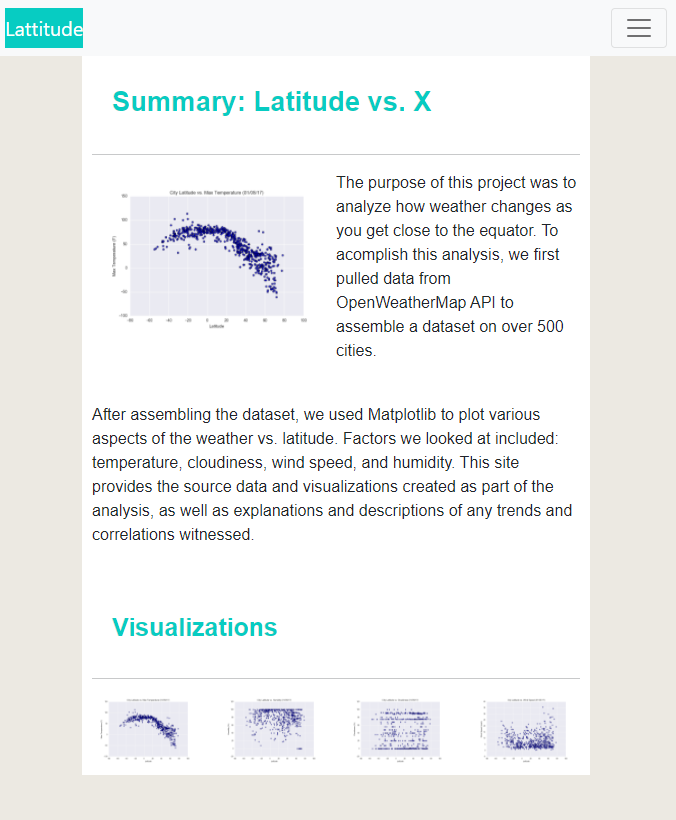 Lattitude
Summary: Latitude vs. X
City Latitude vs. Max Temperature (01/09/17)
Max Temperature (F)
Latitude
The purpose of this project was to
analyze how weather changes as
you get close to the equator. To
acomplish this analysis, we first
pulled data from
OpenWeatherMap API to
assemble a dataset on over 500
cities.
After assembling the dataset, we used Matplotlib to plot various
aspects of the weather vs. latitude. Factors we looked at included:
temperature, cloudiness, wind speed, and humidity. This site
provides the source data and visualizations created as part of the
analysis, as well as explanations and descriptions of any trends and
correlations witnessed.
Visualizations